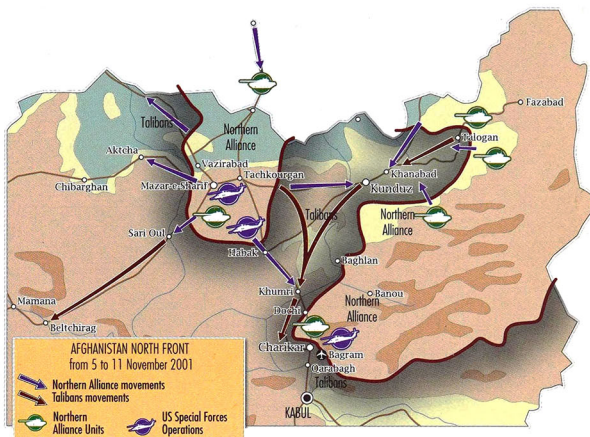 Fazabad
Talibans
Northern
Alliance
Talogan
Aktcha
Vazirabad
Khanabad
Tachkourgan
Chibarghan
Mazar-e-Sharif
Kunduz
Talibans
Northern
Alliance
Sari Oul
Habak
Baghlan
Khumri
Banou
Mamana
Northern
Alliance
Duchi
Beltchirag
Charikar
Bagram
Qarabagh
Talibans
KABUL
AFGHANISTAN NORTH FRONT
from 5 to 11 November 2001
Northern Alliance movements
Talibans movements
Northern
Alliance Units
US Special Forces
Operations